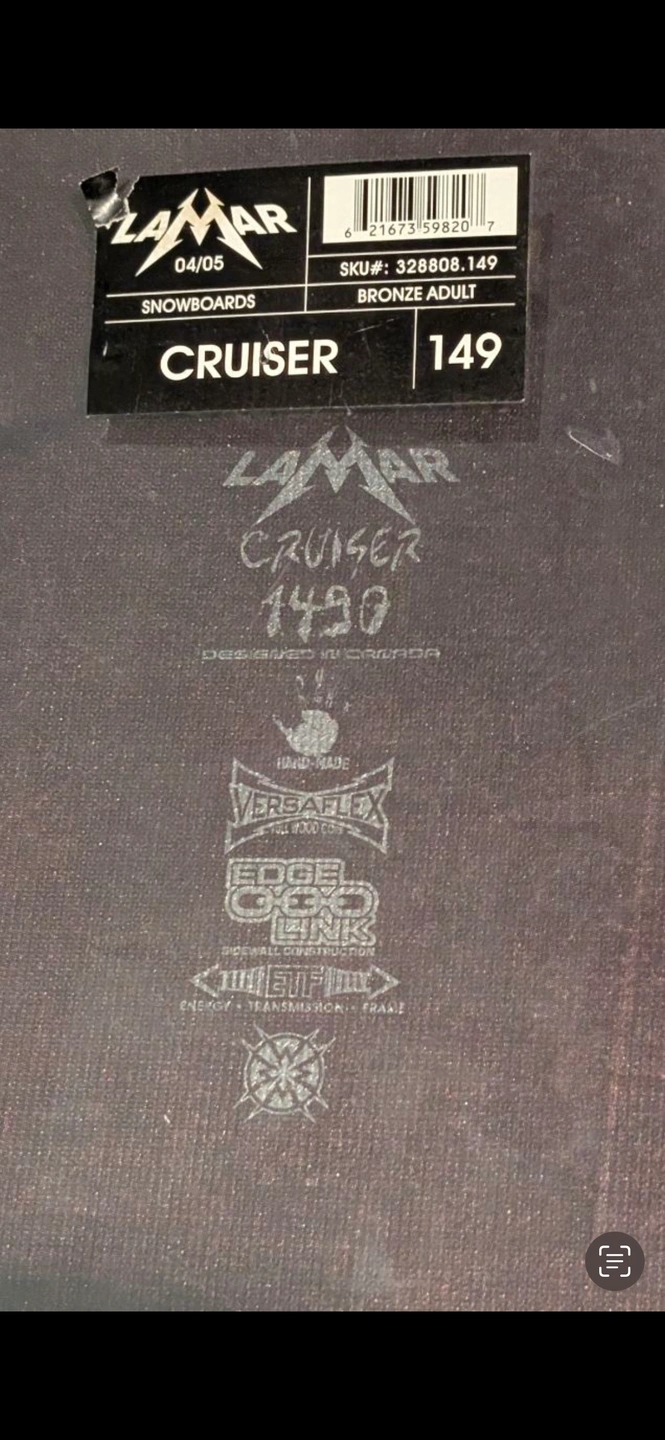 LAMAR
04/05
SNOWBOARDS
6 21673 59820 7
SKU#: 328808.149
BRONZE ADULT
CRUISER
149
LAMAR
CRUISER
1490
DESIGNED IN CANADA
HAND-MADE
VERSAFLEX
FULL WOOD CORE
EDGE
LINK
SIDEWALL CONSTRUCTION
ETF
ENERGY • TRANSMISSION • FRAME